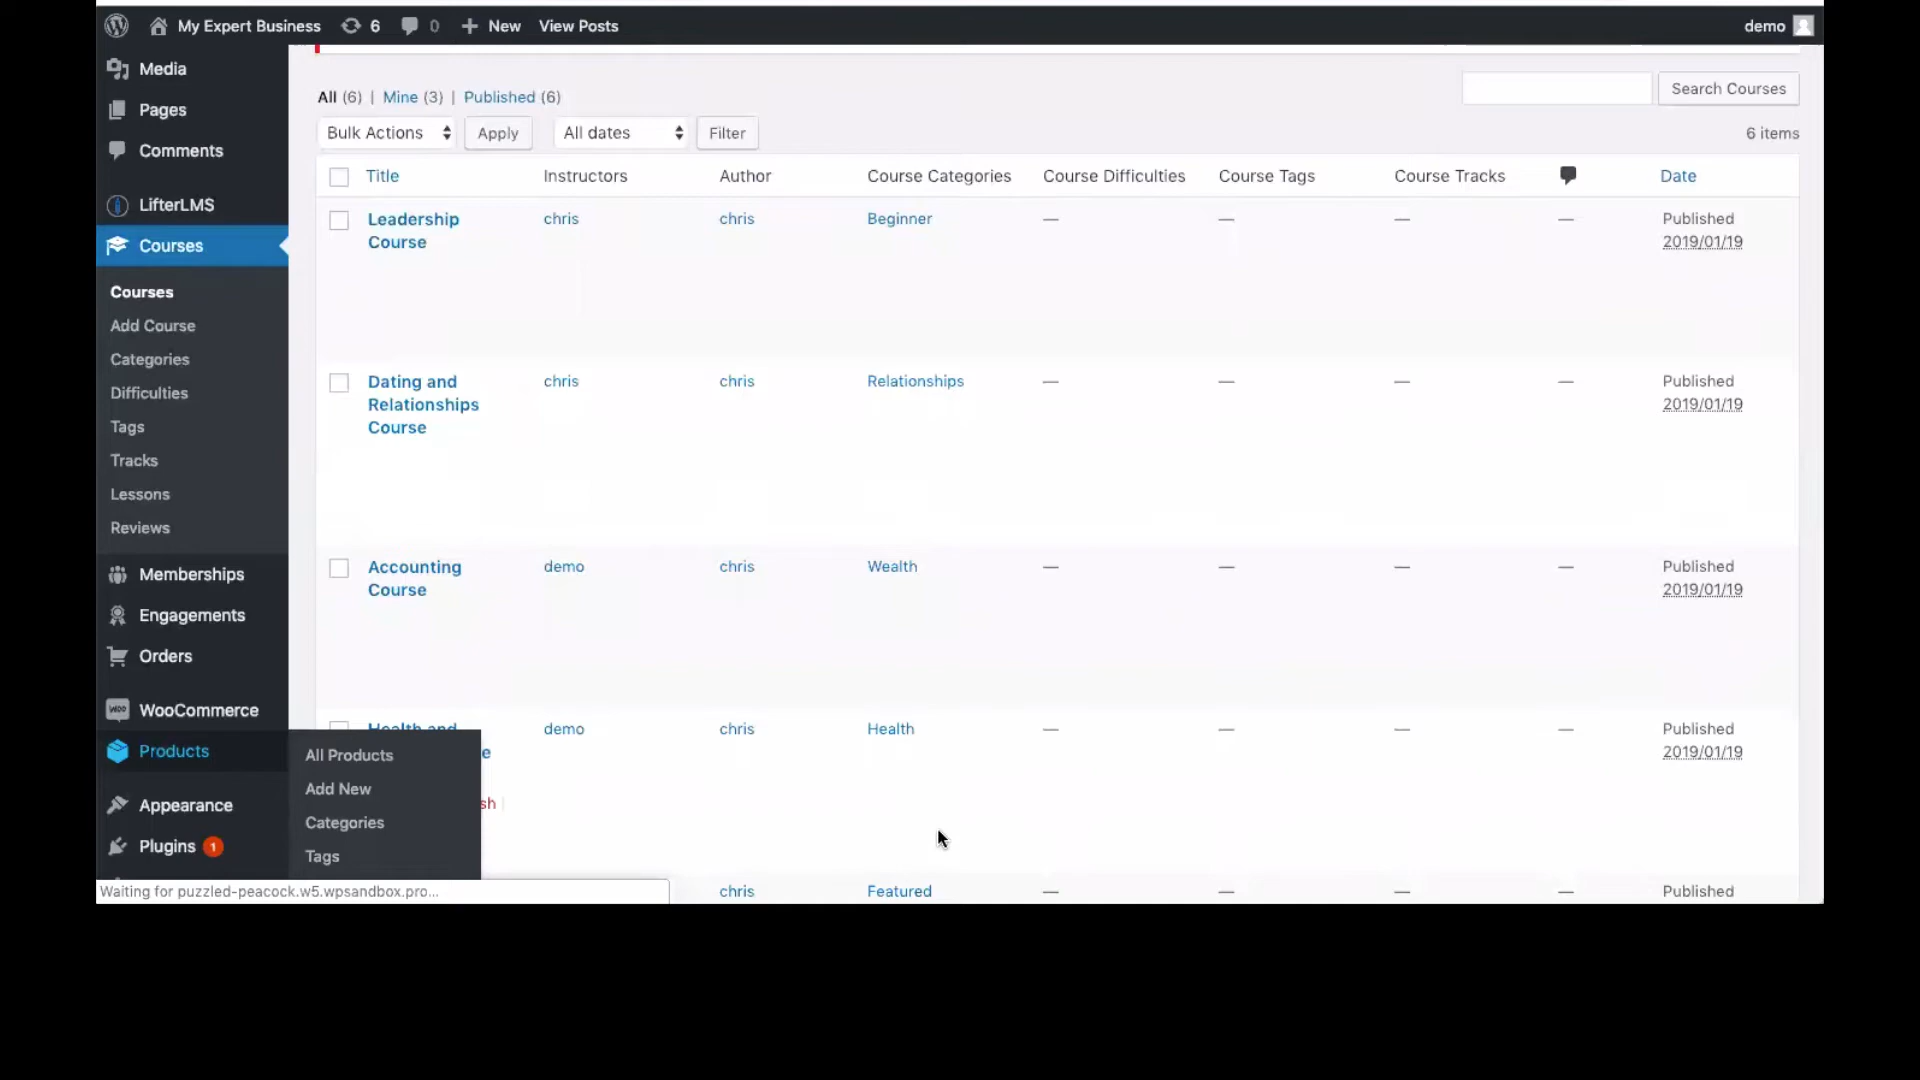 My Expert Business 6 0 New View Posts demo
Media
Pages
Comments
LifterLMS
Courses
Courses
Add Course
Categories
Difficulties
Tags
Tracks
Lessons
Reviews
Memberships
Engagements
Orders
WooCommerce
Products
Appearance
Plugins 1
All Products
Add New
Categories
Tags
All (6) | Mine (3) | Published (6)
Search Courses
Bulk Actions Apply All dates Filter
6 items
Title Instructors Author Course Categories Course Difficulties Course Tags Course Tracks Date
Leadership chris chris Beginner — — — — Published
Course 2019/01/19
Dating and chris chris Relationships — — — — Published
Relationships 2019/01/19
Course
Accounting demo chris Wealth — — — — Published
Course 2019/01/19
Health and demo chris Health — — — — Published
e 2019/01/19
sh |
chris Featured — — — — Published
Waiting for puzzled-peacock.w5.wpsandbox.pro...